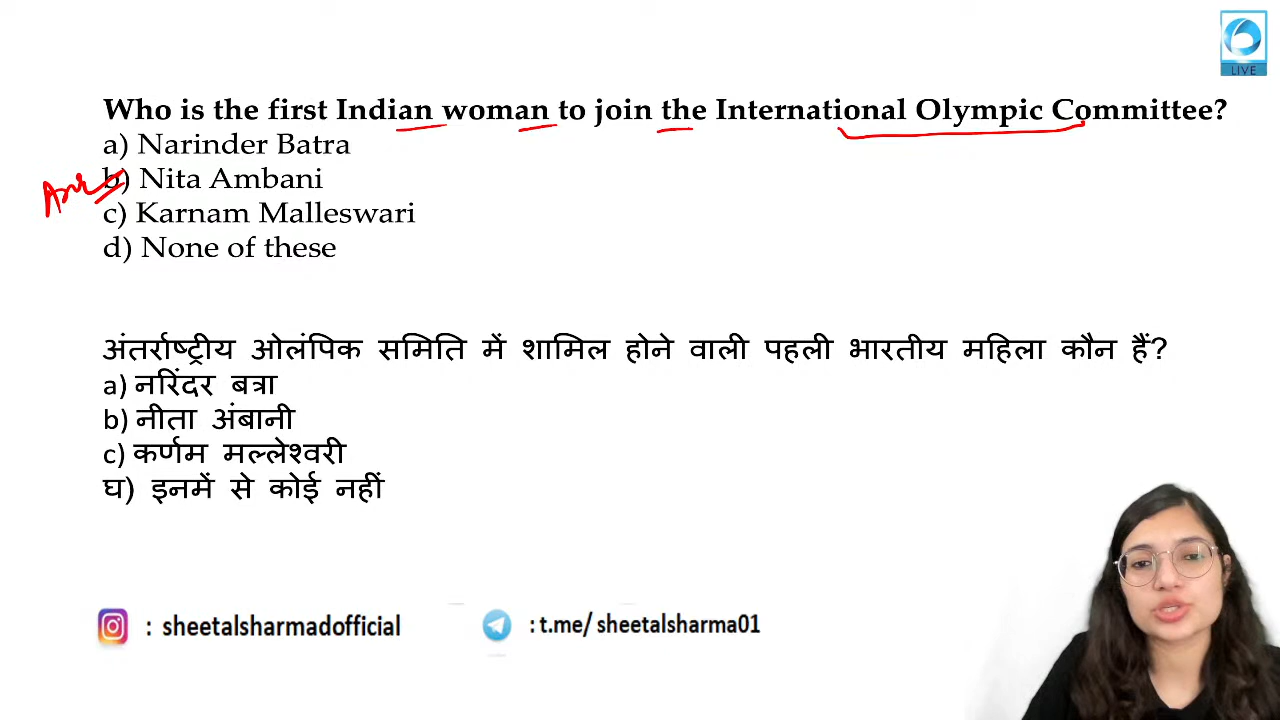 LIVE
Who is the first Indian woman to join the International Olympic Committee?
a) Narinder Batra
Ans b) Nita Ambani
c) Karnam Malleswari
d) None of these
अंतर्राष्ट्रीय ओलंपिक समिति में शामिल होने वाली पहली भारतीय महिला कौन हैं?
a) नरिंदर बत्रा
b) नीता अंबानी
c) कर्णम मल्लेश्वरी
घ) इनमें से कोई नहीं
: sheetalsharmadofficial
: t.me/ sheetalsharma01